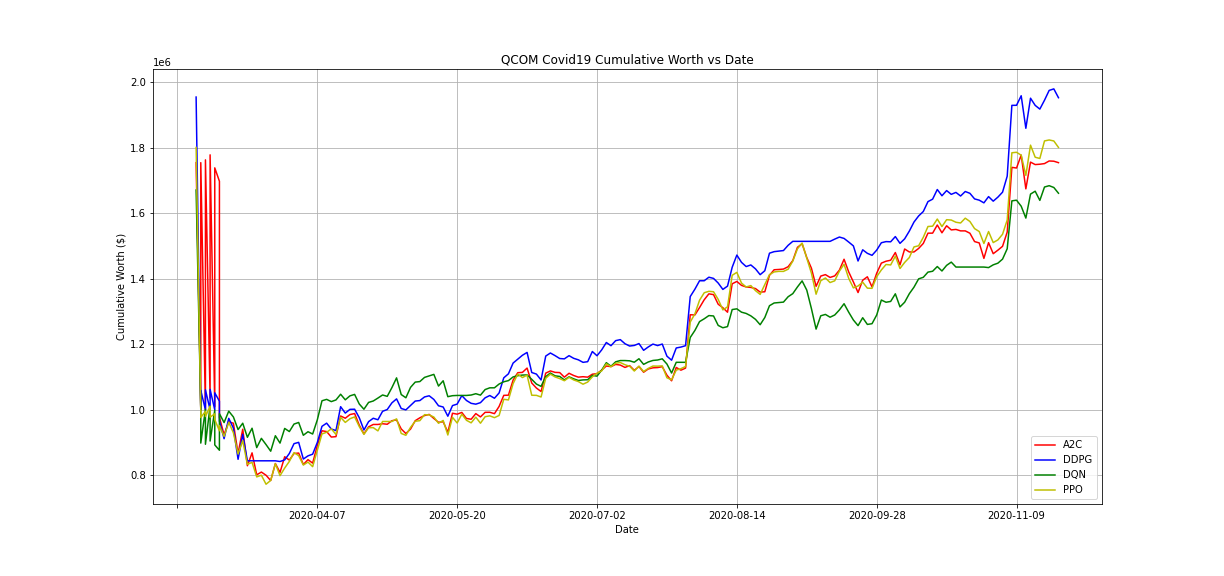 QCOM Covid19 Cumulative Worth vs Date
1e6
2.0
1.8
1.6
1.4
1.2
1.0
0.8
Cumulative Worth ($)
A2C
DDPG
DQN
PPO
2020-04-07
2020-05-20
2020-07-02
2020-08-14
2020-09-28
2020-11-09
Date